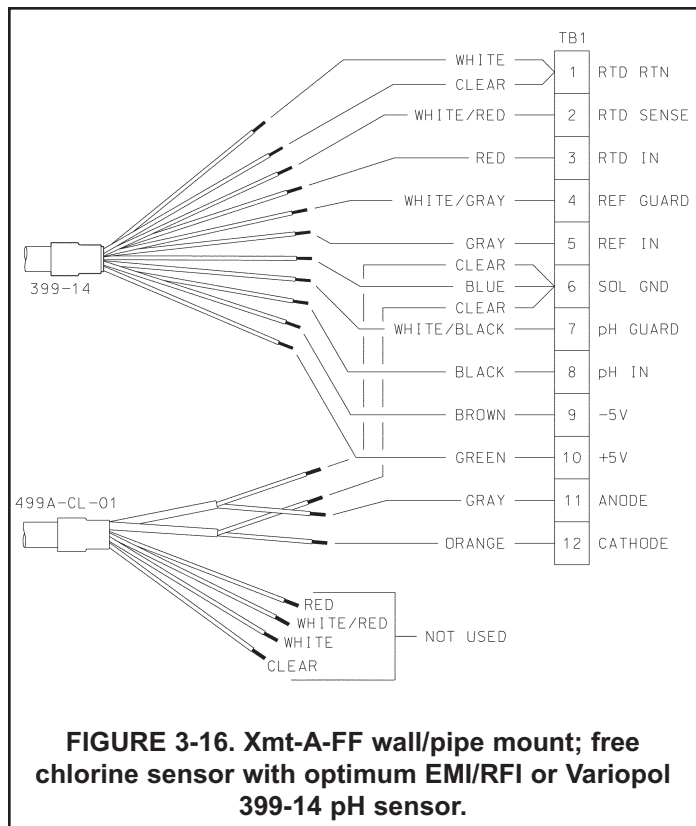 TB1
WHITE
CLEAR
1 RTD RTN
WHITE/RED 2 RTD SENSE
RED 3 RTD IN
WHITE/GRAY 4 REF GUARD
GRAY 5 REF IN
CLEAR
BLUE 6 SOL GND
CLEAR
WHITE/BLACK 7 pH GUARD
BLACK 8 pH IN
BROWN 9 -5V
GREEN 10 +5V
GRAY 11 ANODE
ORANGE 12 CATHODE
399-14
499A-CL-01
RED
WHITE/RED
WHITE
CLEAR
NOT USED
FIGURE 3-16. Xmt-A-FF wall/pipe mount; free
chlorine sensor with optimum EMI/RFI or Variopol
399-14 pH sensor.